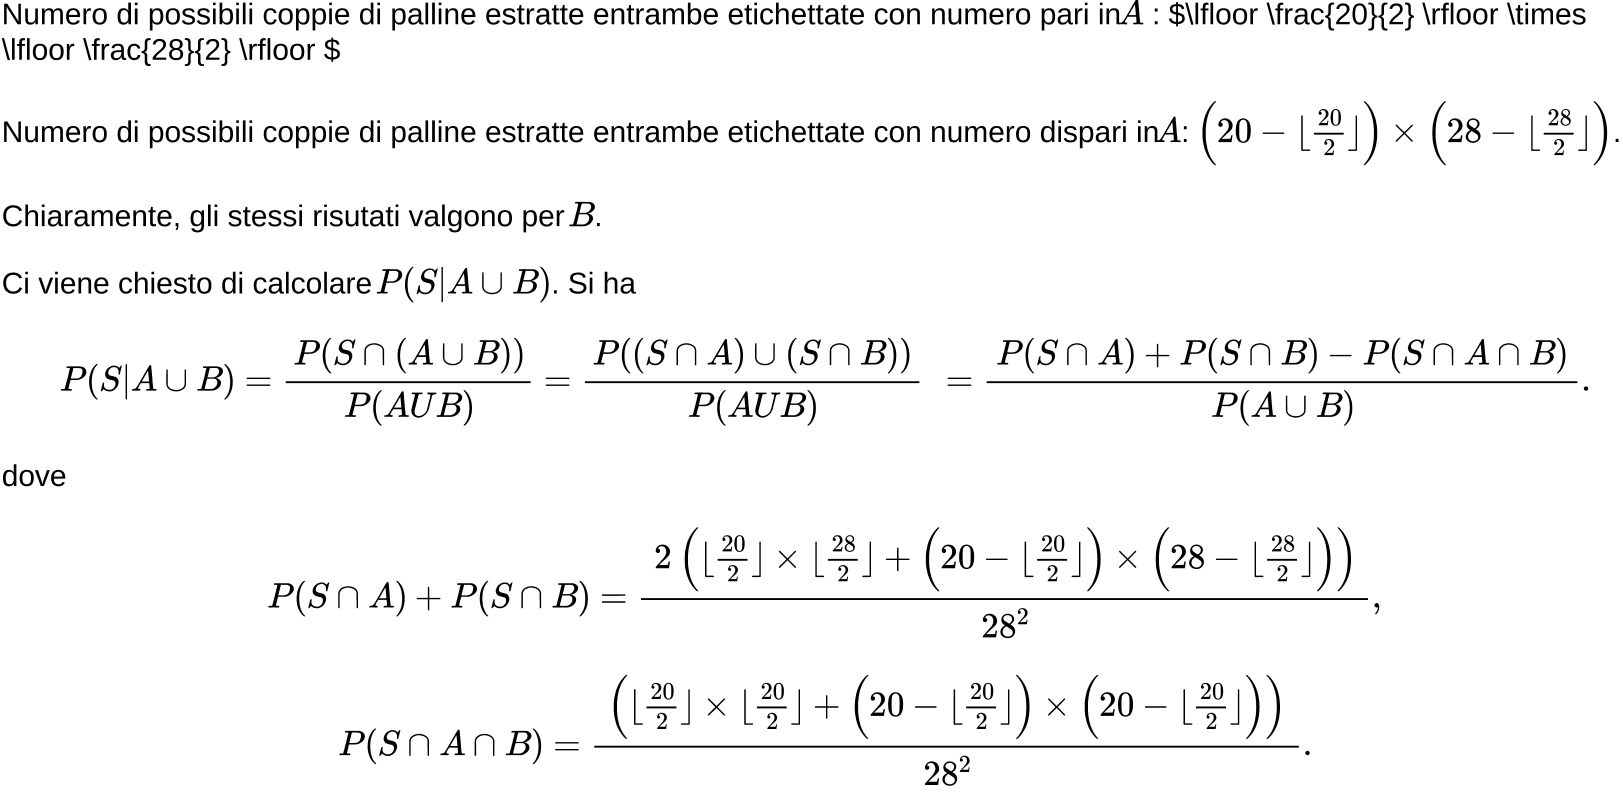 Numero di possibili coppie di palline estratte entrambe etichettate con numero pari in $A$ : $\lfloor \frac{20}{2} \rfloor \times
\lfloor \frac{28}{2} \rfloor $
Numero di possibili coppie di palline estratte entrambe etichettate con numero dispari in $A$: $\left(20 - \lfloor \frac{20}{2} \rfloor\right) \times \left(28 - \lfloor \frac{28}{2} \rfloor\right)$.
Chiaramente, gli stessi risutati valgono per $B$.
Ci viene chiesto di calcolare $P(S|A \cup B)$. Si ha
$P(S|A \cup B) = \frac{P(S \cap (A \cup B))}{P(AUB)} = \frac{P((S \cap A) \cup (S \cap B))}{P(AUB)} = \frac{P(S \cap A) + P(S \cap B) - P(S \cap A \cap B)}{P(A \cup B)}.$
dove
$P(S \cap A) + P(S \cap B) = \frac{2\left(\lfloor \frac{20}{2} \rfloor \times \lfloor \frac{28}{2} \rfloor + \left(20 - \lfloor \frac{20}{2} \rfloor\right) \times \left(28 - \lfloor \frac{28}{2} \rfloor\right)\right)}{28^2},$
$P(S \cap A \cap B) = \frac{\left(\lfloor \frac{20}{2} \rfloor \times \lfloor \frac{20}{2} \rfloor + \left(20 - \lfloor \frac{20}{2} \rfloor\right) \times \left(20 - \lfloor \frac{20}{2} \rfloor\right)\right)}{28^2}.$